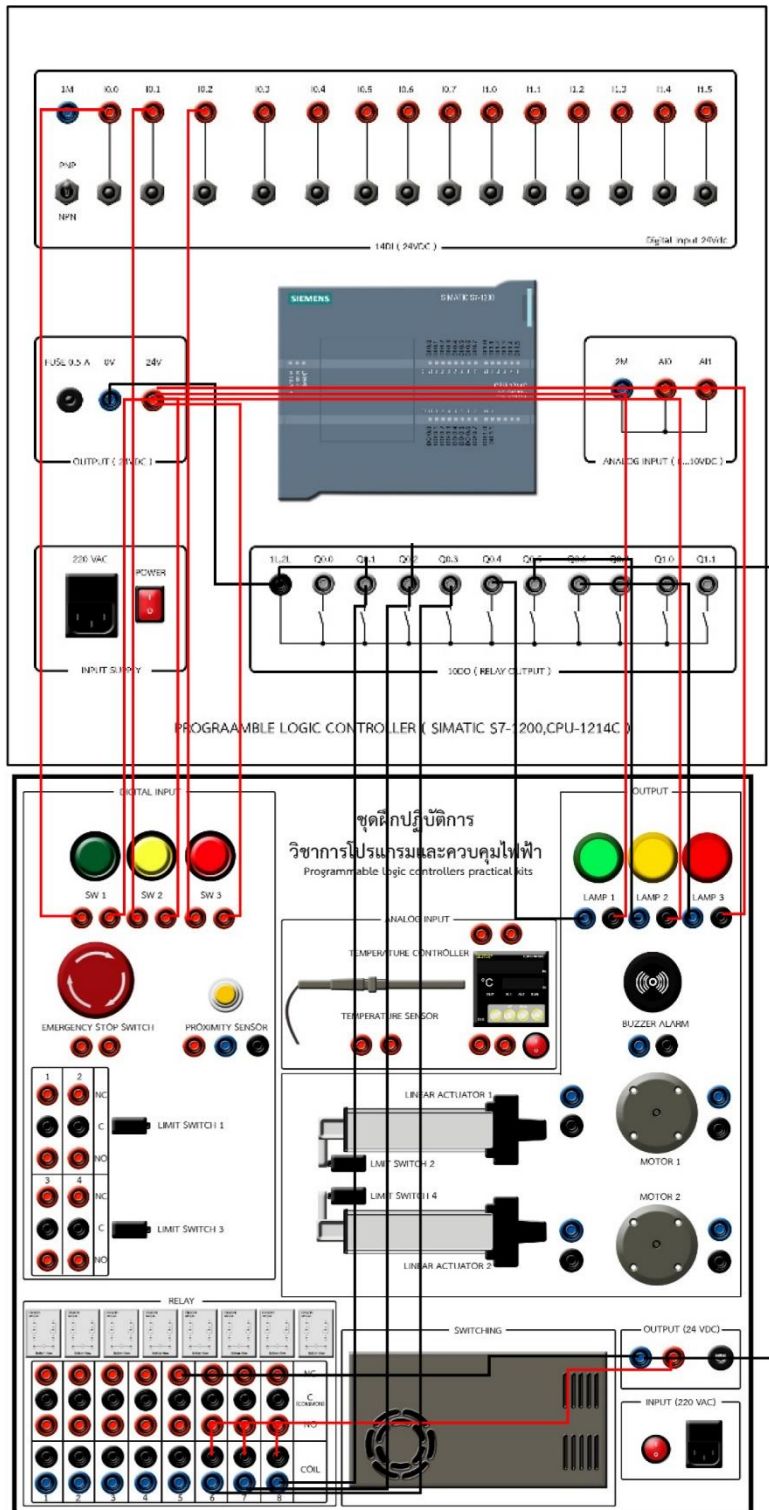 1M I0.0 I0.1 I0.2 I0.3 I0.4 I0.5 I0.6 I0.7 I1.0 I1.1 I1.2 I1.3 I1.4 I1.5
PNP
NPN
14DI ( 24VDC )
Digital Input 24Vdc
SIEMENS
SIMATIC S7-1200
FUSE 0.5 A 0V 24V
OUTPUT ( 24VDC )
2M AI0 AI1
ANALOG INPUT ( 0...10VDC )
220 VAC
POWER
INPUT SUPPLY
1L,2L Q0.0 Q0.1 Q0.2 Q0.3 Q0.4 Q0.5 Q0.6 Q0.7 Q1.0 Q1.1
10DO ( RELAY OUTPUT )
PROGRAAMBLE LOGIC CONTROLLER ( SIMATIC S7-1200,CPU-1214C )
DIGITAL INPUT
SW 1 SW 2 SW 3
ชุดฝึกปฏิบัติการ
วิชาการโปรแกรมและควบคุมไฟฟ้า
Programmable logic controllers practical kits
OUTPUT
LAMP 1 LAMP 2 LAMP 3
EMERGENCY STOP SWITCH
PROXIMITY SENSOR
ANALOG INPUT
TEMPERATURE CONTROLLER
°C
TEMPERATURE SENSOR
BUZZER ALARM
1 2
NC
C
NO
LIMIT SWITCH 1
3 4
NC
C
NO
LIMIT SWITCH 3
LINEAR ACTUATOR 1
LMIT SWITCH 2
LIMIT SWITCH 4
LINEAR ACTUATOR 2
MOTOR 1
MOTOR 2
RELAY
NC
C
(COMMON)
NO
COIL
1 2 3 4 5 6 7 8
SWITCHING
OUTPUT (24 VDC)
INPUT (220 VAC)